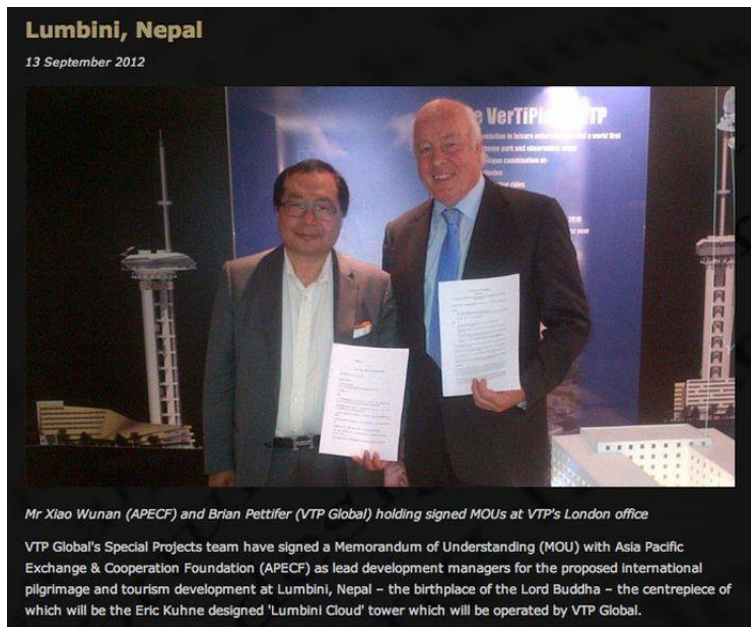 Lumbini, Nepal
13 September 2012
e VerTiPl TP
Mr Xiao Wunan (APECF) and Brian Pettifer (VTP Global) holding signed MOUs at VTP's London office
VTP Global's Special Projects team have signed a Memorandum of Understanding (MOU) with Asia Pacific
Exchange & Cooperation Foundation (APECF) as lead development managers for the proposed international
pilgrimage and tourism development at Lumbini, Nepal – the birthplace of the Lord Buddha – the centrepiece of
which will be the Eric Kuhne designed 'Lumbini Cloud' tower which will be operated by VTP Global.